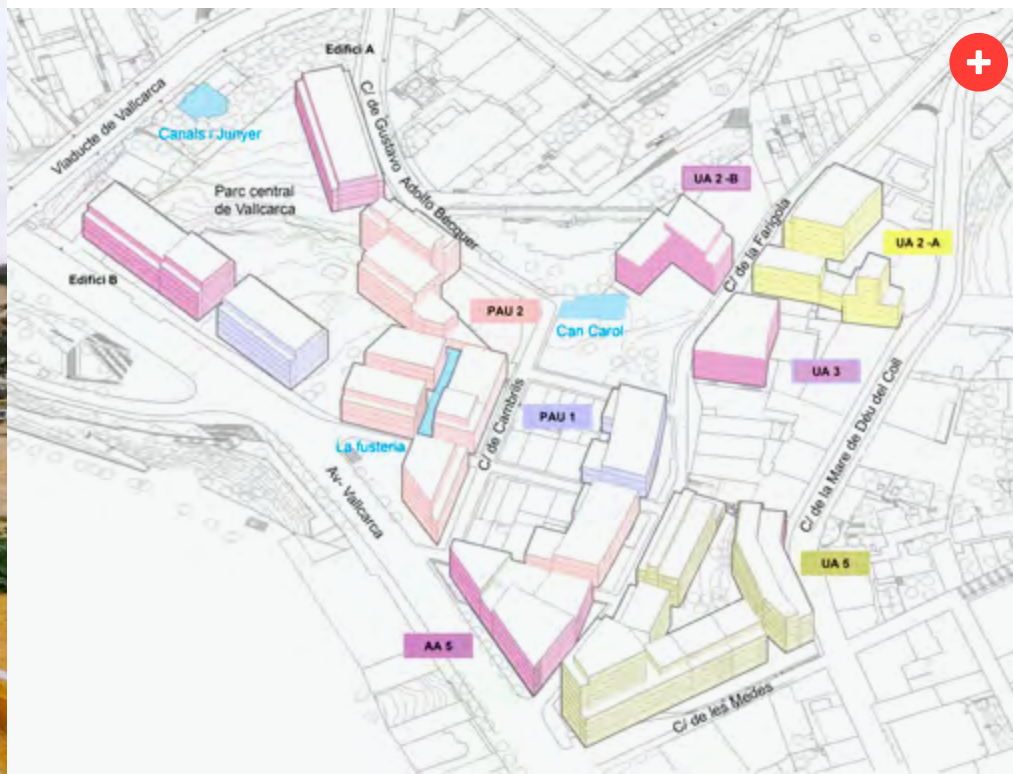 Edifici A
Viaducte de Vallcarca
Canals i Junyer
C/ de Gustavo Adolfo Bécquer
Parc central
de Vallcarca
UA 2 -B
C/ de la Farigola
UA 2 -A
Edifici B
PAU 2
Can Carol
UA 3
PAU 1
C/ de Cambrils
La fusteria
Av- Vallcarca
C/ de la Mare de Déu del Coll
UA 5
AA 5
C/ de les Medes